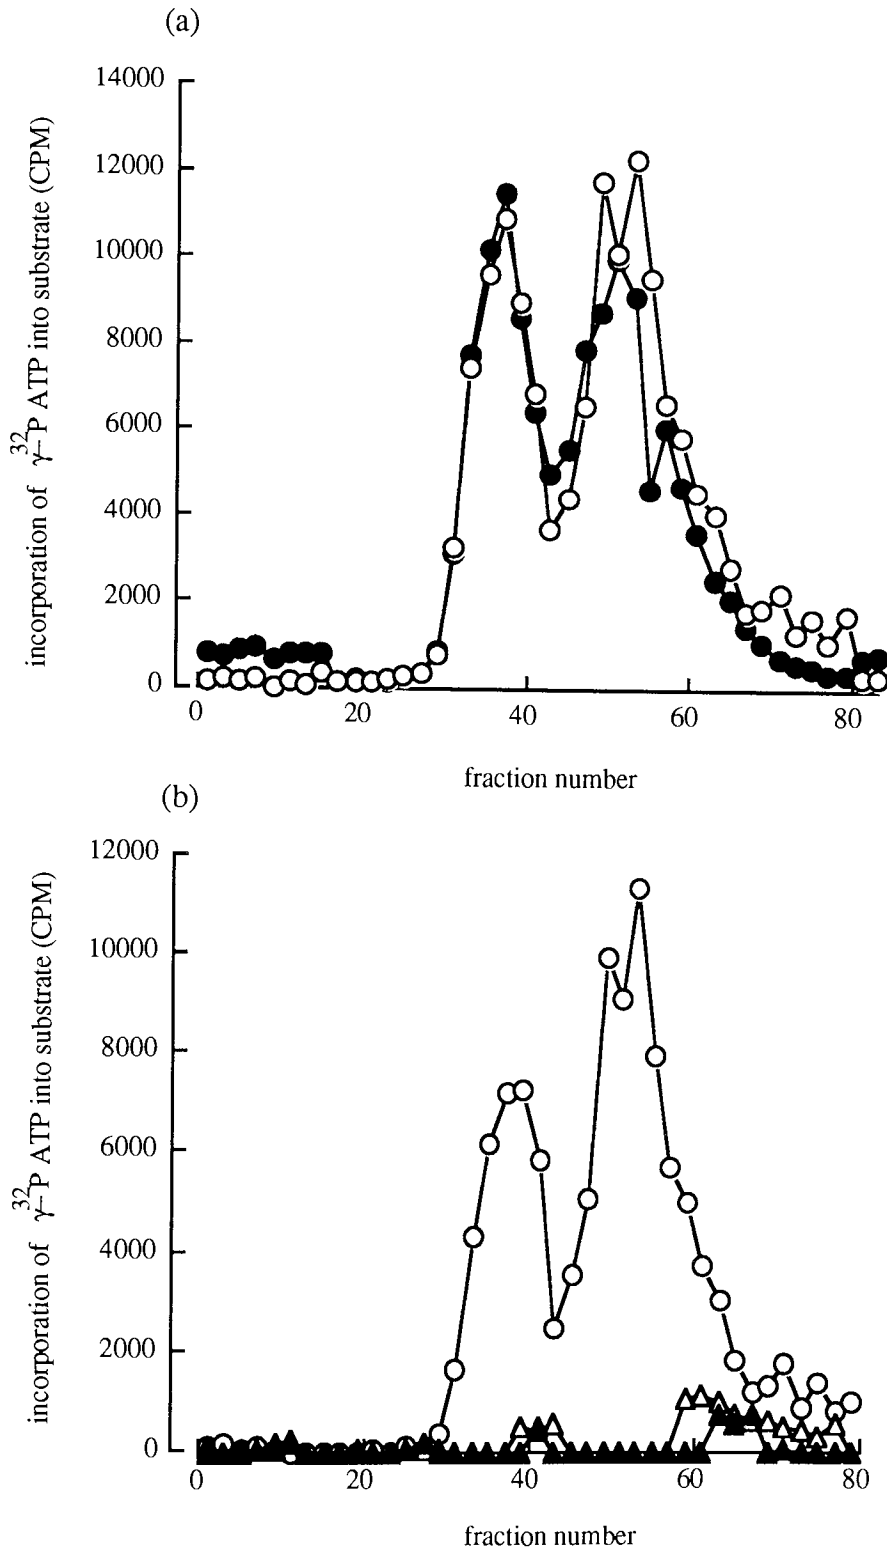 (a)
14000
12000
10000
8000
6000
4000
2000
0
incorporation of γ-³²P ATP into substrate (CPM)
0 20 40 60 80
fraction number
(b)
12000
10000
8000
6000
4000
2000
0
incorporation of γ-³²P ATP into substrate (CPM)
0 20 40 60 80
fraction number